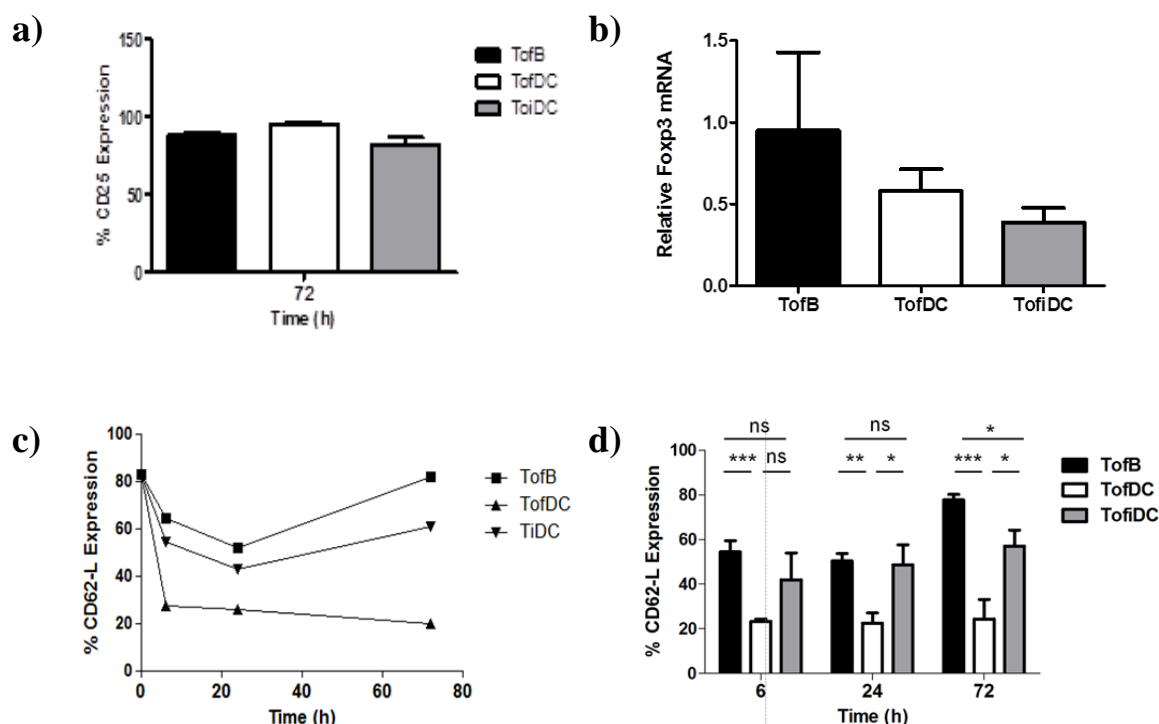 a)
% CD25 Expression
150
100
50
0
72
Time (h)
TofB
TofDC
ToiDC
b)
Relative Foxp3 mRNA
1.5
1.0
0.5
0.0
TofB
TofDC
TofiDC
c)
% CD62-L Expression
100
80
60
40
20
0
0
20
40
60
80
Time (h)
TofB
TofDC
TiDC
d)
% CD62-L Expression
100
80
60
40
20
0
ns
*** ns
ns
** *
*
*** *
6
24
72
Time (h)
TofB
TofDC
TofiDC